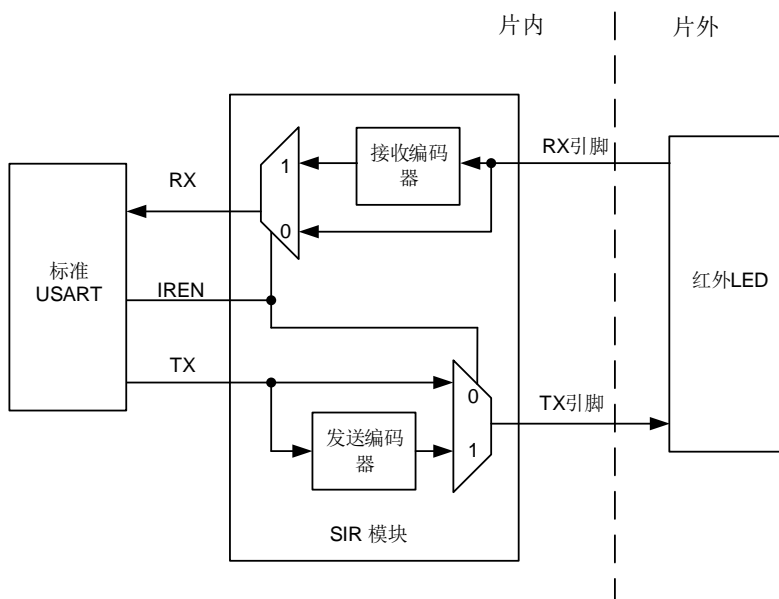 片内
片外
1
接收编码
器
RX引脚
RX
0
标准
USART
IREN
红外LED
TX
0
TX引脚
发送编码
器
1
SIR 模块